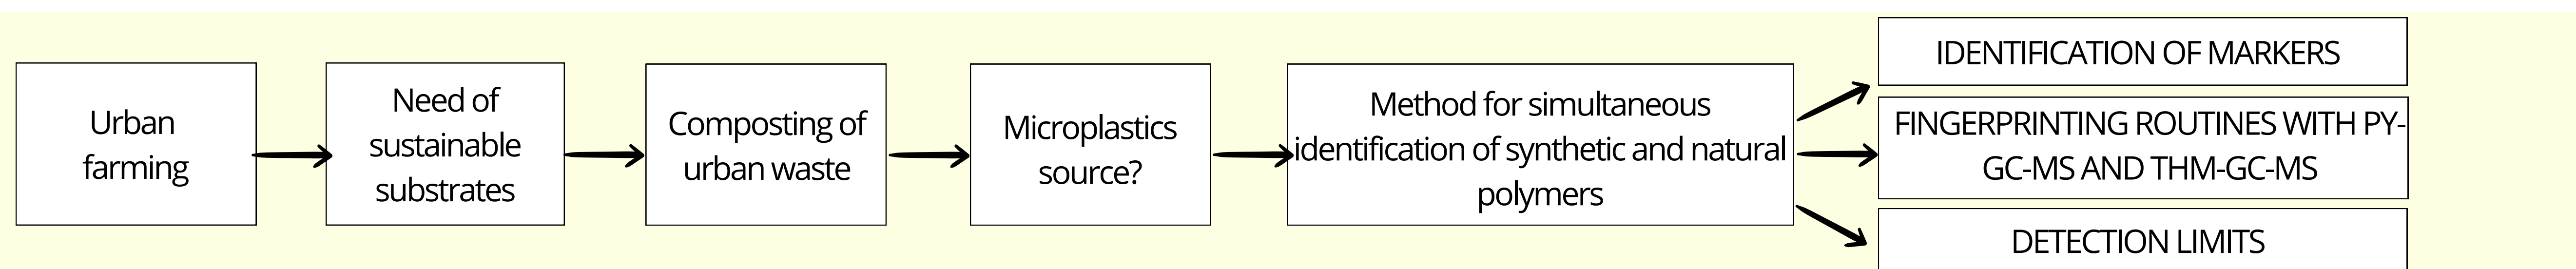 Urban
farming
Need of
sustainable
substrates
Composting of
urban waste
Microplastics
source?
Method for simultaneous
identification of synthetic and natural
polymers
IDENTIFICATION OF MARKERS
FINGERPRINTING ROUTINES WITH PY-
GC-MS AND THM-GC-MS
DETECTION LIMITS